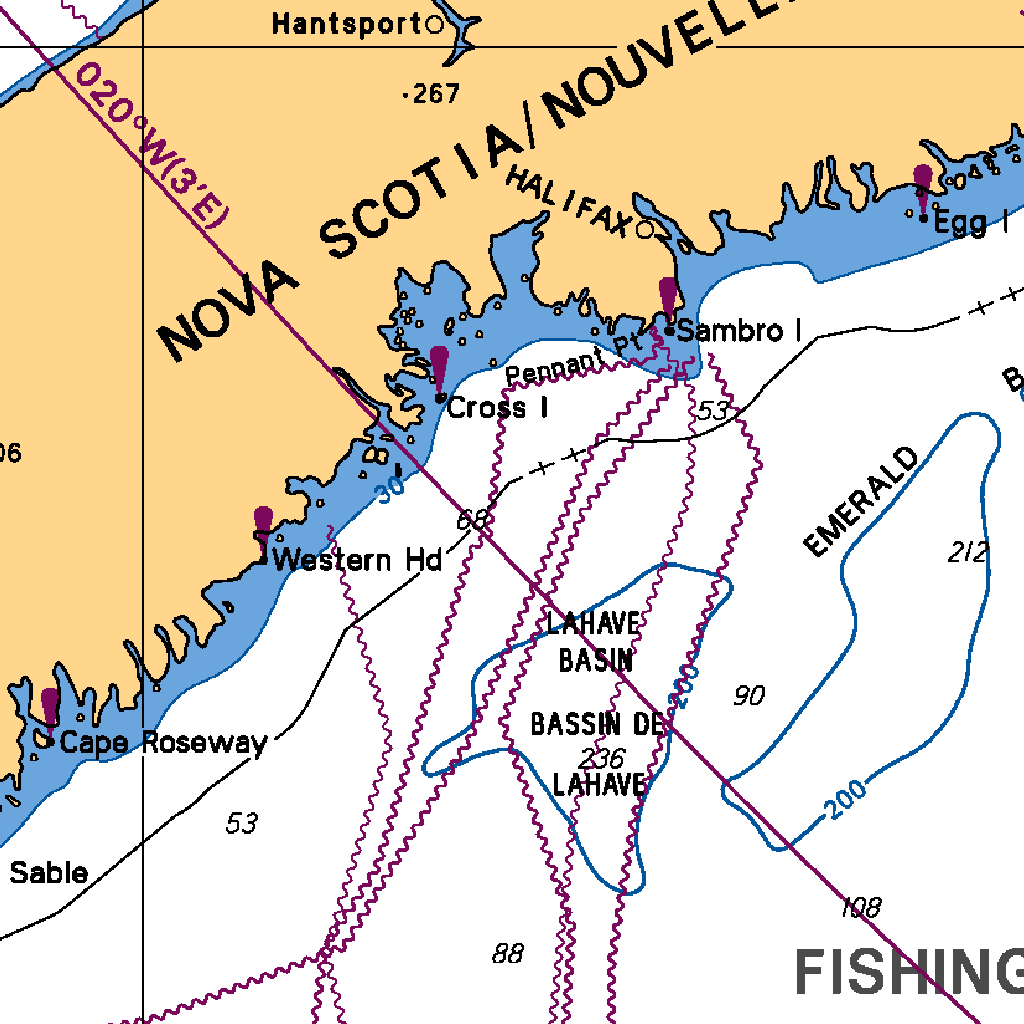 Hantsport
267
020°W(3'E)
NOVA SCOTIA/NOUVELLE
HALIFAX
Egg I
Sambro I
Pennant Pt
Cross I
53
06
30
68
EMERALD
212
Western Hd
LAHAVE
BASIN
200
90
BASSIN DE
Cape Roseway
236
LAHAVE
200
53
Sable
108
88
FISHING